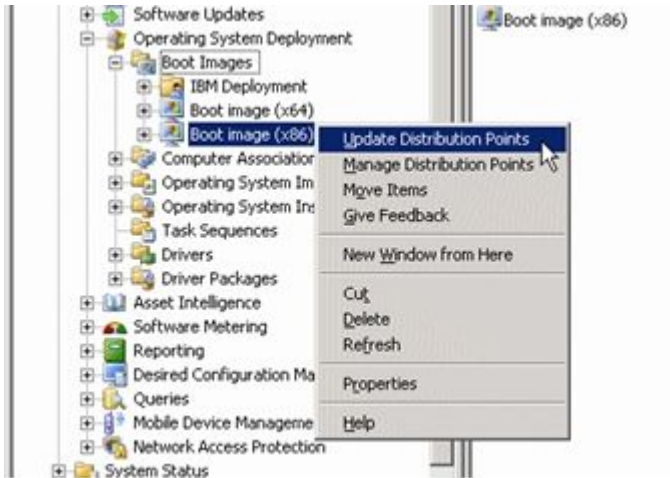 Software Updates
Boot image (x86)
Operating System Deployment
Boot Images
IBM Deployment
Boot image (x64)
Boot image (x86)
Update Distribution Points
Manage Distribution Points
Move Items
Give Feedback
New Window from Here
Cut
Delete
Refresh
Properties
Help
Computer Association
Operating System Im
Operating System Ins
Task Sequences
Drivers
Driver Packages
Asset Intelligence
Software Metering
Reporting
Desired Configuration Ma
Queries
Mobile Device Manageme
Network Access Protection
System Status